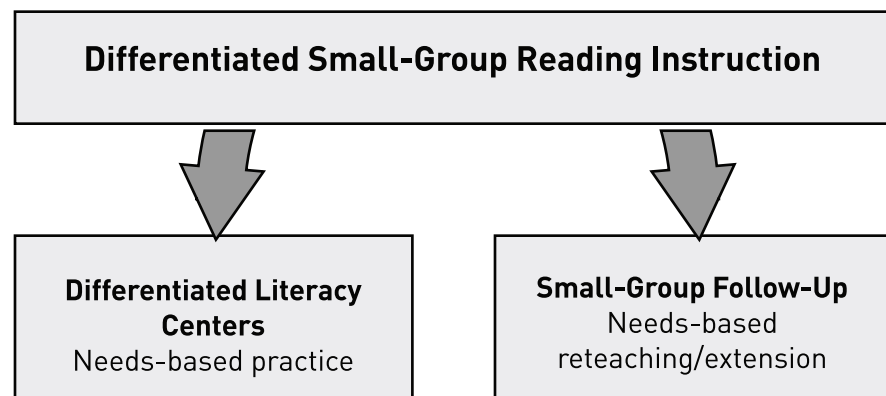 Differentiated Small-Group Reading Instruction
Differentiated Literacy
Centers
Needs-based practice
Small-Group Follow-Up
Needs-based
reteaching/extension